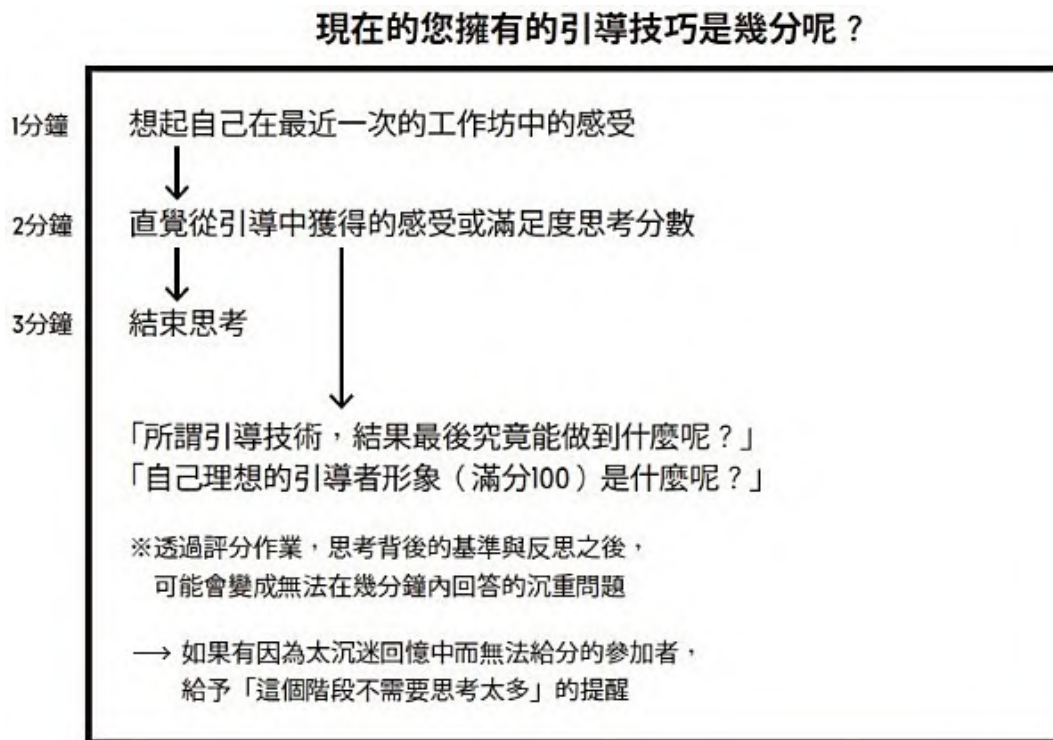 現在的您擁有的引導技巧是幾分呢？
1分鐘 想起自己在最近一次的工作坊中的感受
2分鐘 直覺從引導中獲得的感受或滿足度思考分數
3分鐘 結束思考
「所謂引導技術，結果最後究竟能做到什麼呢？」
「自己理想的引導者形象（滿分100）是什麼呢？」
※透過評分作業，思考背後的基準與反思之後，
可能會變成無法在幾分鐘內回答的沉重問題
→ 如果有因為太沉迷回憶中而無法給分的參加者，
給予「這個階段不需要思考太多」的提醒